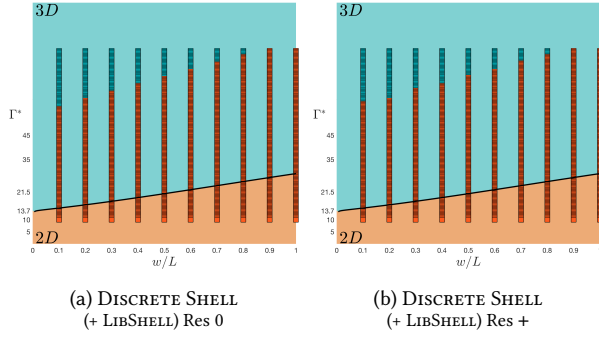 3D
Γ*
45
35
21.5
13.7
10
5
2D
0 0.1 0.2 0.3 0.4 0.5 0.6 0.7 0.8 0.9 1
w/L
(a) Discrete Shell
(+ LibShell) Res 0
3D
Γ*
45
35
21.5
13.7
10
5
2D
0 0.1 0.2 0.3 0.4 0.5 0.6 0.7 0.8 0.9
w/L
(b) Discrete Shell
(+ LibShell) Res +